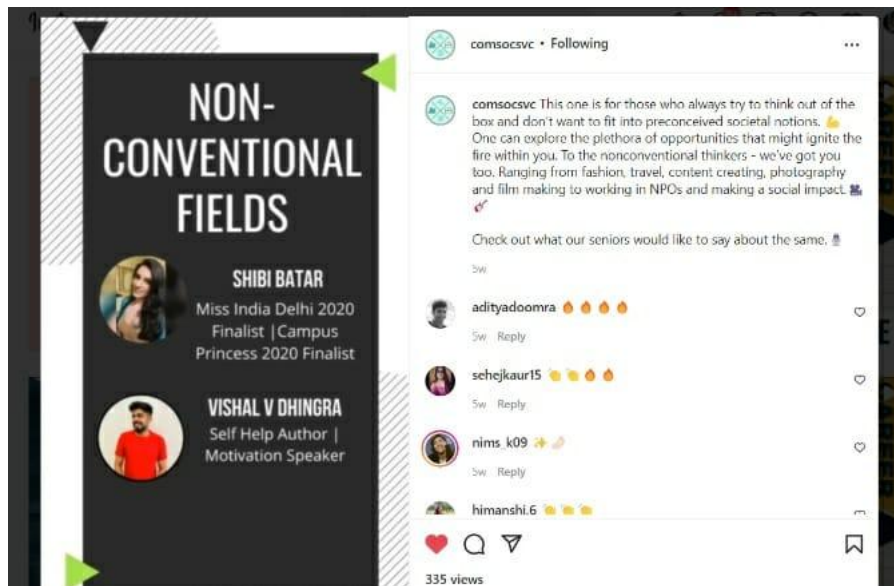 NON-
CONVENTIONAL
FIELDS
SHIBI BATAR
Miss India Delhi 2020
Finalist |Campus
Princess 2020 Finalist
VISHAL V DHINGRA
Self Help Author |
Motivation Speaker
comsocsvc • Following
comsocsvc This one is for those who always try to think out of the
box and don't want to fit into preconceived societal notions. 💪
One can explore the plethora of opportunities that might ignite the
fire within you. To the nonconventional thinkers - we've got you
too. Ranging from fashion, travel, content creating, photography
and film making to working in NPOs and making a social impact. 🎥
Check out what our seniors would like to say about the same.
5w
adityadoomra 🔥 🔥 🔥 🔥
5w Reply
sehejkaur15 👏 👏 🔥 🔥
5w Reply
nims_k09 ✨ 🤌🏻
5w Reply
himanshi.6 👏 👏 👏
335 views